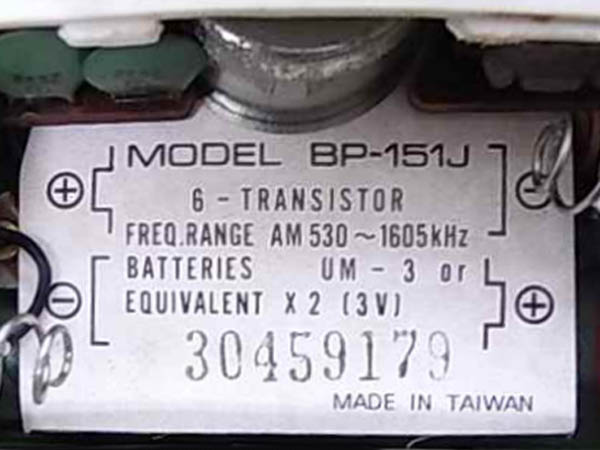 MODEL BP-151J
6 - TRANSISTOR
FREQ.RANGE AM 530~1605kHz
BATTERIES UM - 3 or
EQUIVALENT X 2 (3V)
30459179
MADE IN TAIWAN